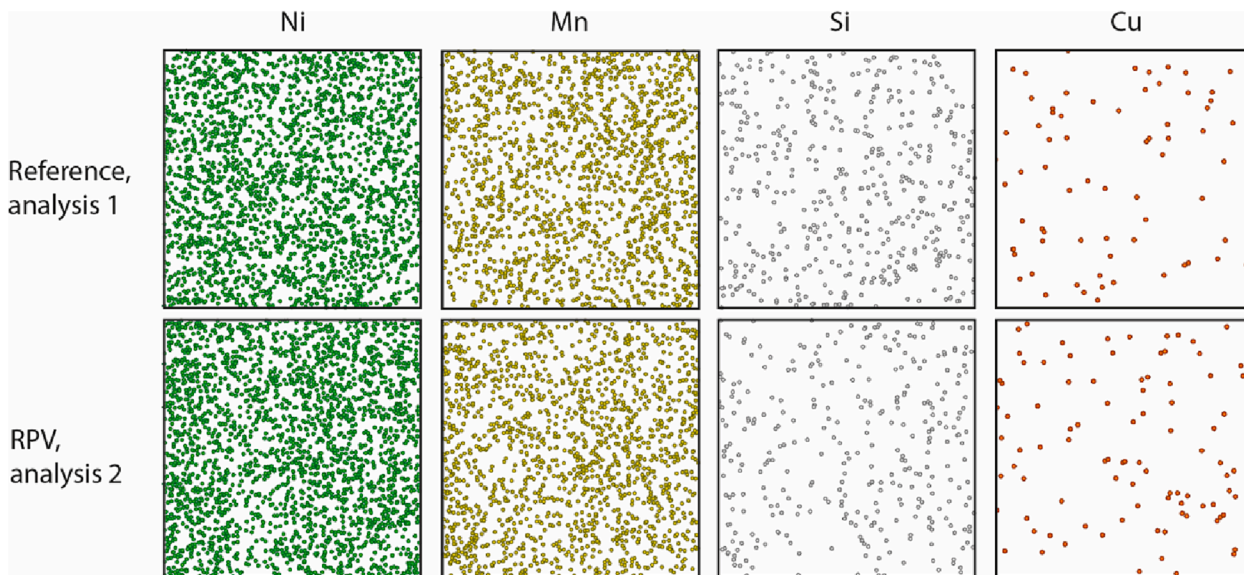 Ni Mn Si Cu
Reference,
analysis 1
RPV,
analysis 2